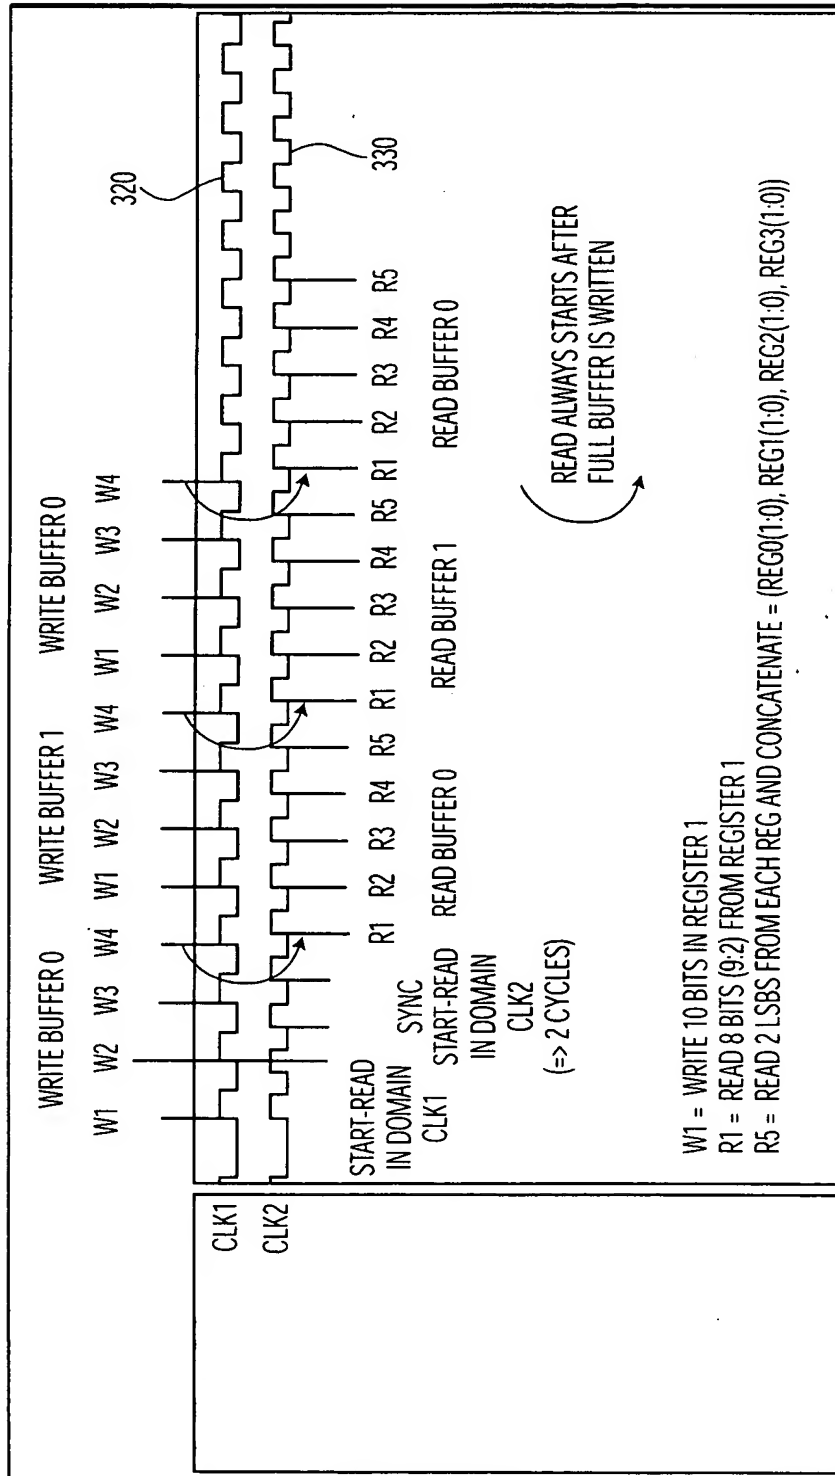 WRITE BUFFER 0
WRITE BUFFER 1
WRITE BUFFER 0
W1 W2 W3 W4 W1 W2 W3 W4 W1 W2 W3 W4
320
CLK1
CLK2
330
START-READ
IN DOMAIN
CLK1
SYNC
START-READ
IN DOMAIN
CLK2
(=> 2 CYCLES)
R1 R2 R3 R4 R5 R1 R2 R3 R4 R5 R1 R2 R3 R4 R5
READ BUFFER 0
READ BUFFER 1
READ BUFFER 0
READ ALWAYS STARTS AFTER
FULL BUFFER IS WRITTEN
W1 = WRITE 10 BITS IN REGISTER 1
R1 = READ 8 BITS (9:2) FROM REGISTER 1
R5 = READ 2 LSBS FROM EACH REG AND CONCATENATE = (REG0(1:0), REG1(1:0), REG2(1:0), REG3(1:0))